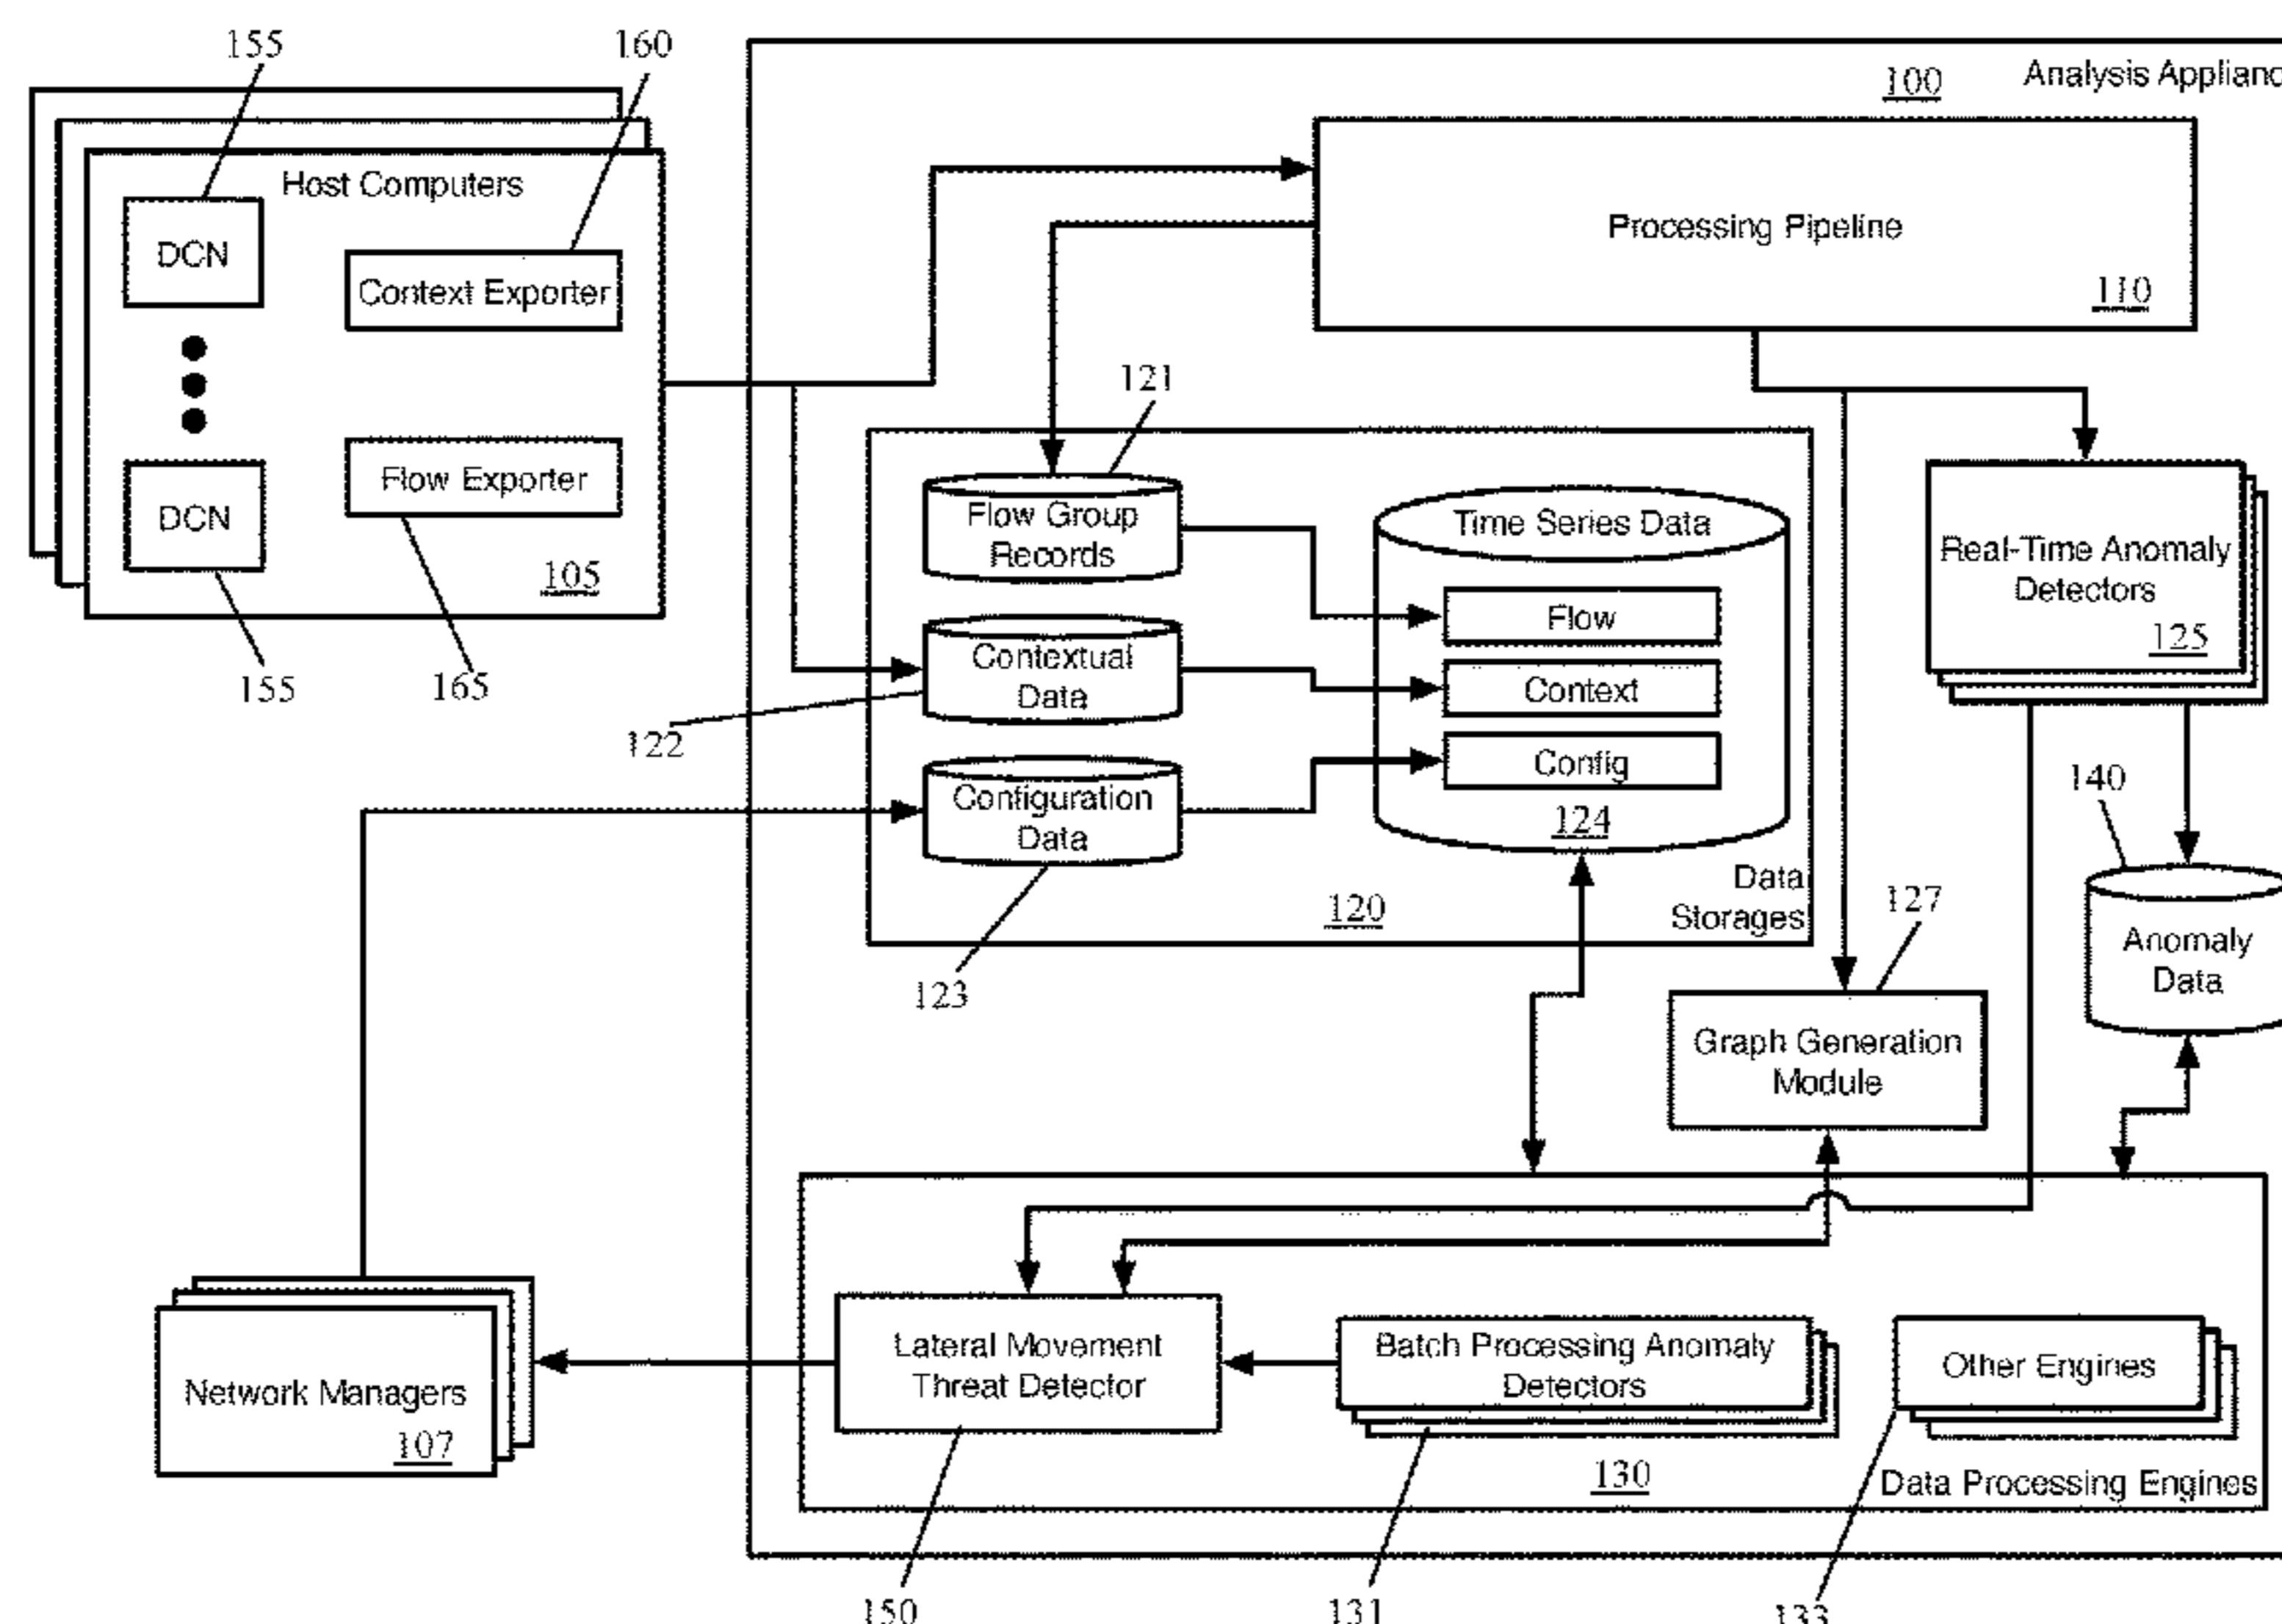 155
160
100
Analysis Applianc
Host Computers
DCN
Context Exporter
Processing Pipeline
110
121
Flow Exporter
DCN
105
155
165
Flow Group
Records
Time Series Data
Real-Time Anomaly
Detectors
125
Flow
Contextual
Data
Context
122
Config
Configuration
Data
124
140
Data
Storages
120
127
123
Anomaly
Data
Graph Generation
Module
Lateral Movement
Threat Detector
Batch Processing Anomaly
Detectors
Other Engines
Network Managers
107
130
Data Processing Engines
150
131
133